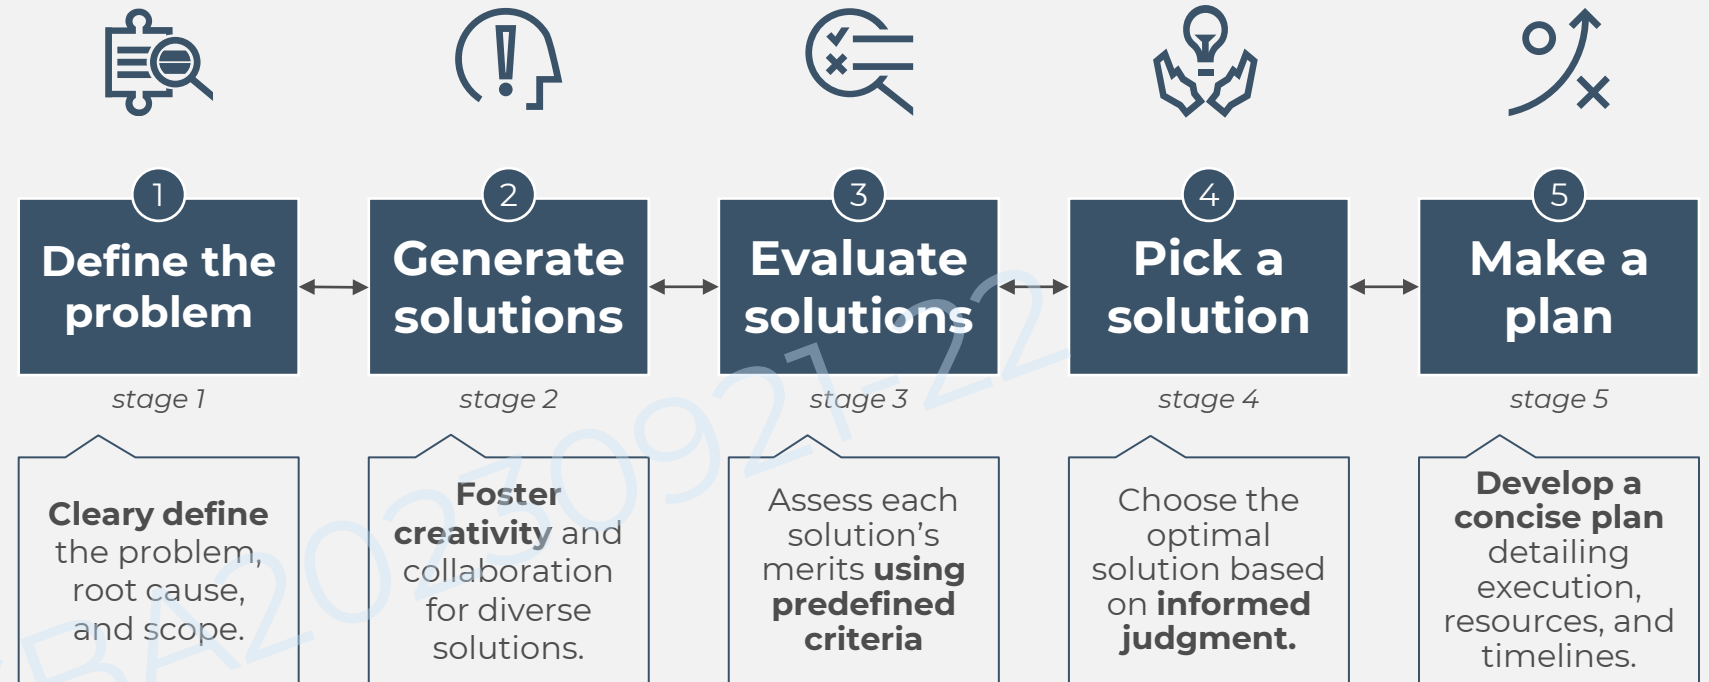 1
Define the
problem
stage 1
Cleary define
the problem,
root cause,
and scope.
2
Generate
solutions
stage 2
Foster
creativity and
collaboration
for diverse
solutions.
3
Evaluate
solutions
stage 3
Assess each
solution’s
merits using
predefined
criteria
4
Pick a
solution
stage 4
Choose the
optimal
solution based
on informed
judgment.
5
Make a
plan
stage 5
Develop a
concise plan
detailing
execution,
resources, and
timelines.
BA20230921-22